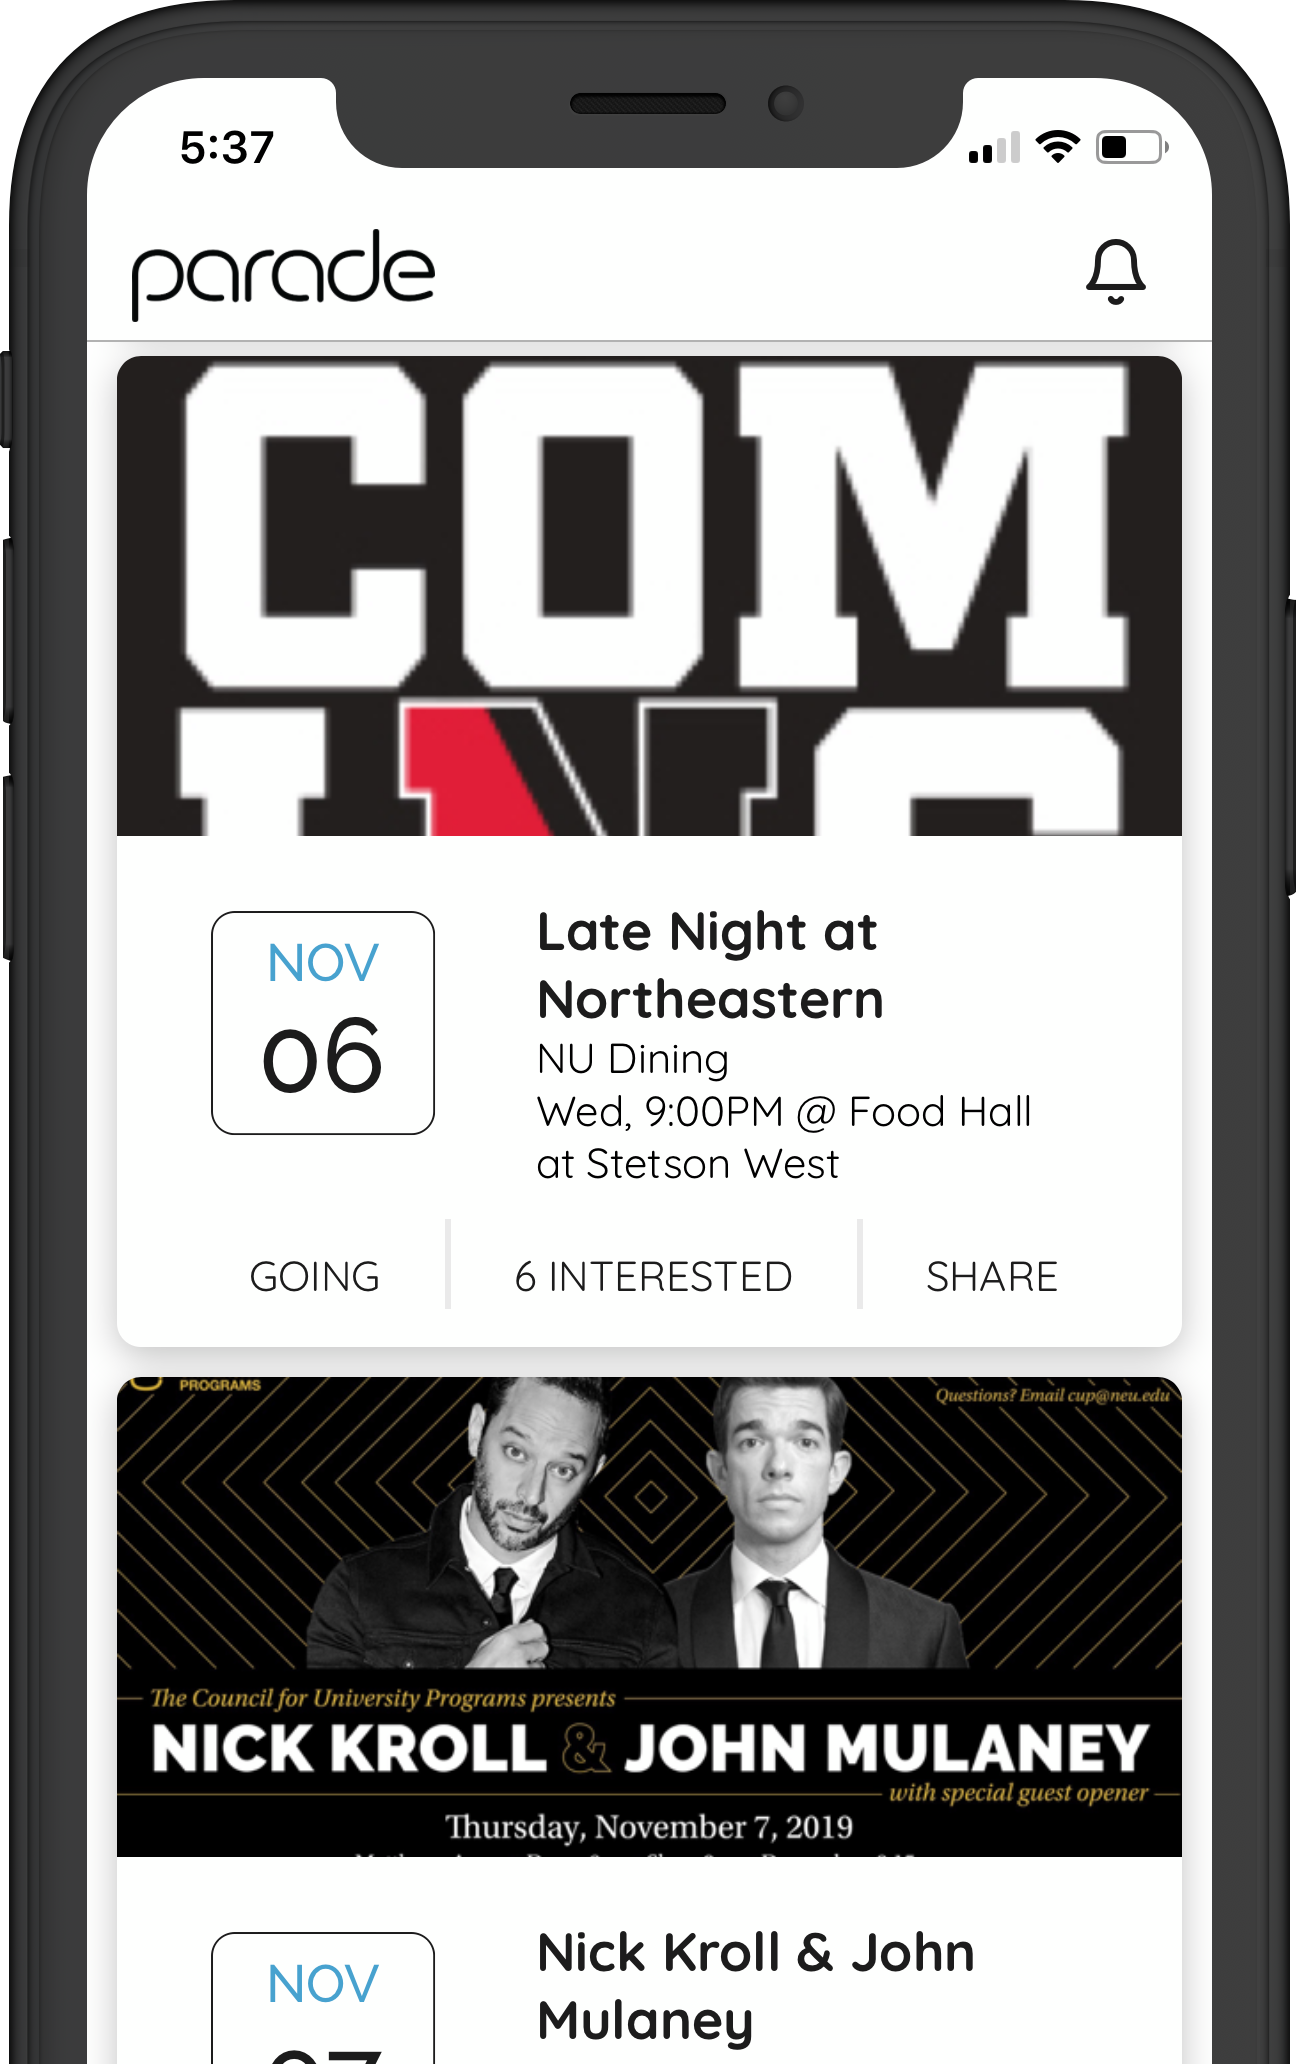 5:37
parade
COM
ING
NOV
06
Late Night at
Northeastern
NU Dining
Wed, 9:00PM @ Food Hall
at Stetson West
GOING
6 INTERESTED
SHARE
PROGRAMS
Questions? Email cup@neu.edu
The Council for University Programs presents
NICK KROLL & JOHN MULANEY
with special guest opener
Thursday, November 7, 2019
NOV
07
Nick Kroll & John
Mulaney